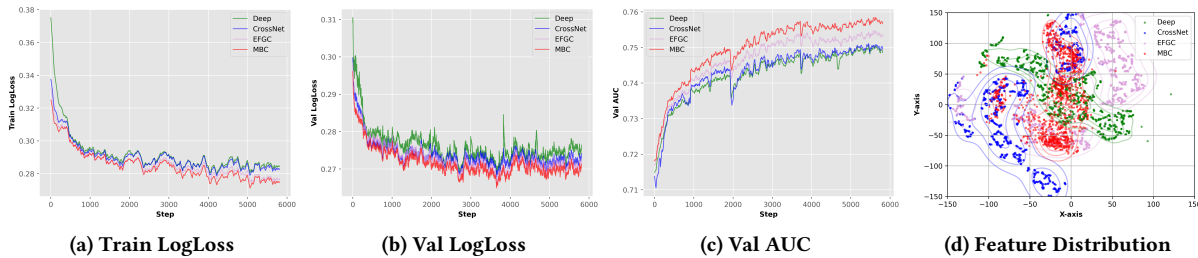 0.38
0.36
0.34
0.32
0.30
0.28
Train LogLoss
0 1000 2000 3000 4000 5000 6000
Step
Deep
CrossNet
EFGC
MBC
(a) Train LogLoss
0.31
0.30
0.29
0.28
0.27
Val LogLoss
0 1000 2000 3000 4000 5000 6000
Step
Deep
CrossNet
EFGC
MBC
(b) Val LogLoss
0.76
0.75
0.74
0.73
0.72
0.71
Val AUC
0 1000 2000 3000 4000 5000 6000
Step
Deep
CrossNet
EFGC
MBC
(c) Val AUC
150
100
50
0
−50
−100
−150
Y-axis
−150 −100 −50 0 50 100 150
X-axis
Deep
CrossNet
EFGC
MBC
(d) Feature Distribution